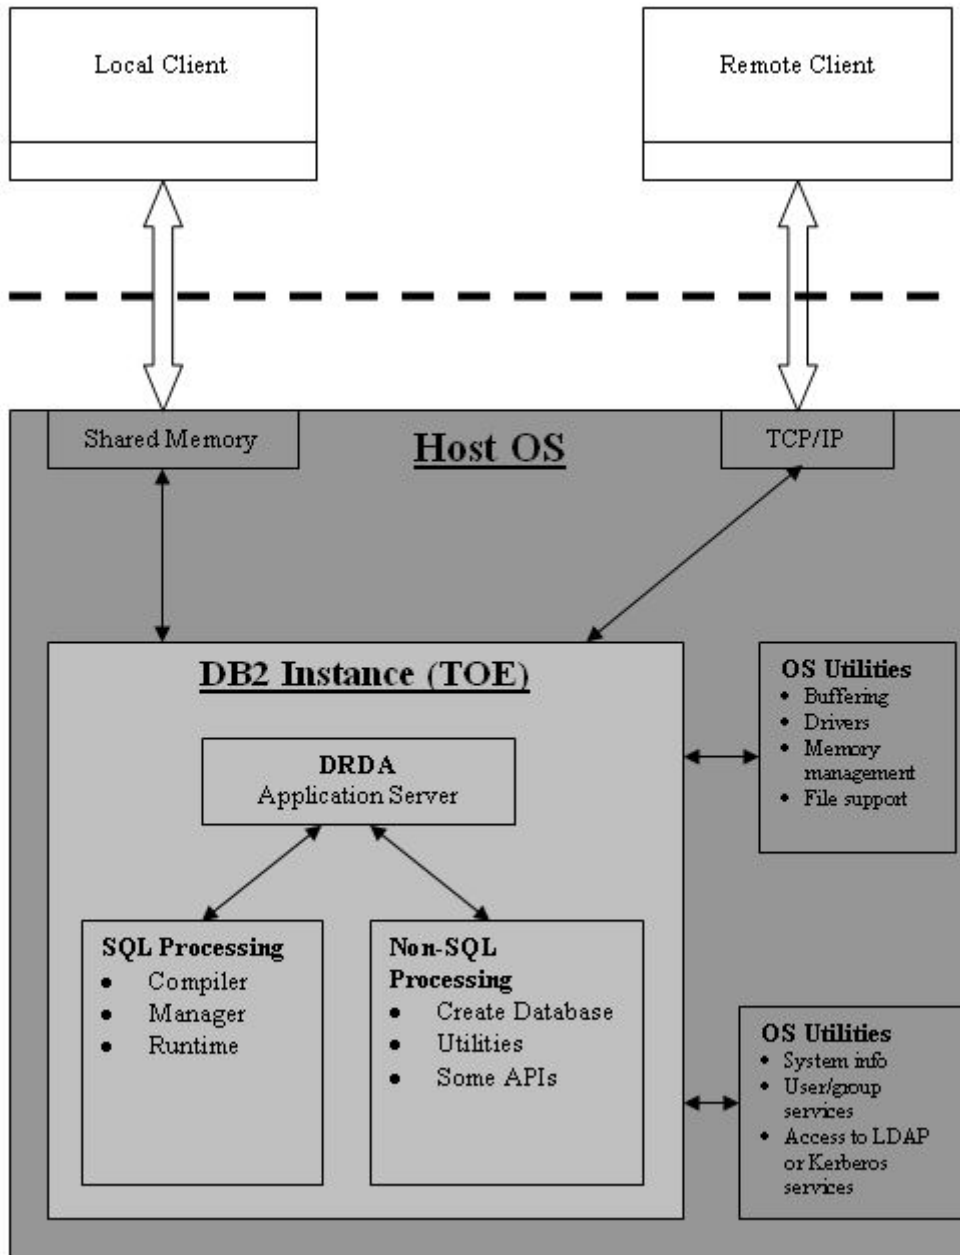 Local Client
Remote Client
Shared Memory
Host OS
TCP/IP
DB2 Instance (TOE)
DRDA
Application Server
SQL Processing
• Compiler
• Manager
• Runtime
Non-SQL
Processing
• Create Database
• Utilities
• Some APIs
OS Utilities
• Buffering
• Drivers
• Memory
management
• File support
OS Utilities
• System info
• User/group
services
• Access to LDAP
or Kerberos
services